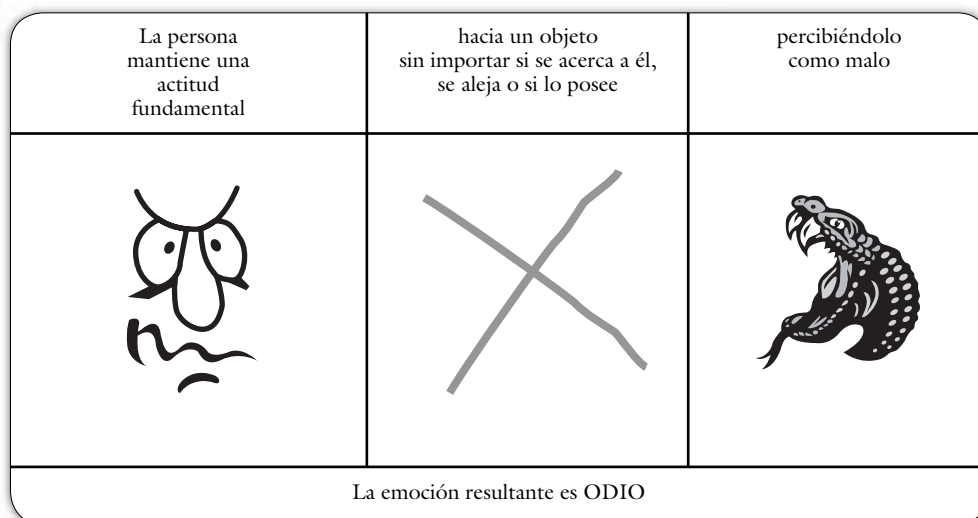 La persona
mantiene una
actitud
fundamental
hacia un objeto
sin importar si se acerca a él,
se aleja o si lo posee
percibiéndolo
como malo
La emoción resultante es ODIO